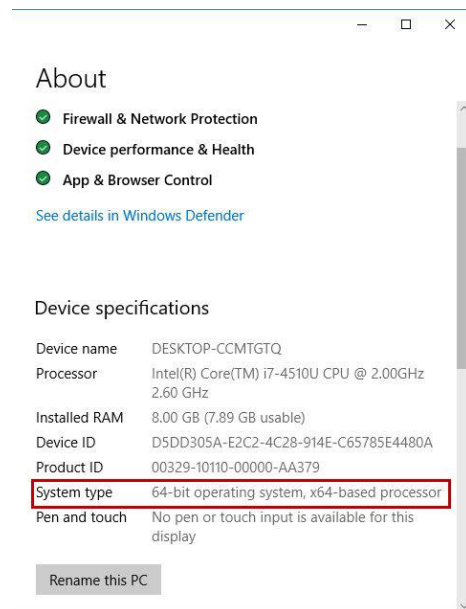 About
Firewall & Network Protection
Device performance & Health
App & Browser Control
See details in Windows Defender
Device specifications
Device name DESKTOP-CCMTGTQ
Processor Intel(R) Core(TM) i7-4510U CPU @ 2.00GHz
2.60 GHz
Installed RAM 8.00 GB (7.89 GB usable)
Device ID D5DD305A-E2C2-4C28-914E-C65785E4480A
Product ID 00329-10110-00000-AA379
System type 64-bit operating system, x64-based processor
Pen and touch No pen or touch input is available for this
display
Rename this PC